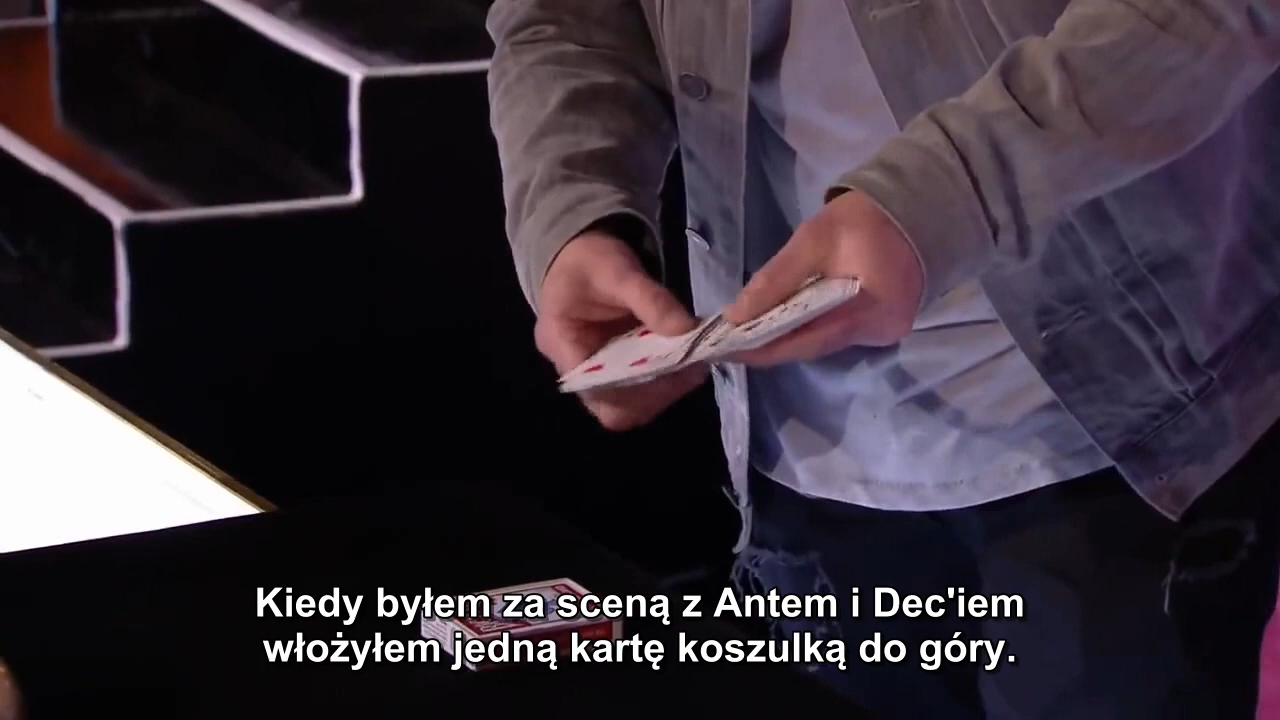 Kiedy byłem za sceną z Antem i Dec'iem
włożyłem jedną kartę koszulką do góry.